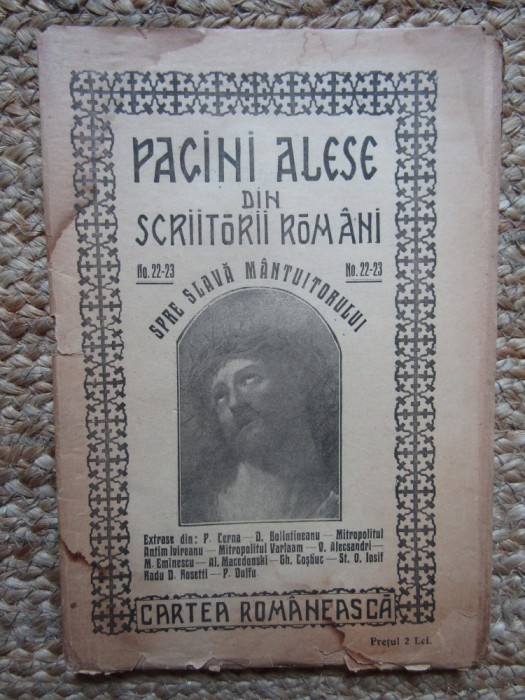 PAGINI ALESE
DIN
SCRIITORII ROMÂNI
No. 22-23 No. 22-23
SPRE SLAVĂ MÂNTUITORULUI
Extrase din: P. Cerna — D. Bolintineanu — Mitropolitul
Antim Ivireanu — Mitropolitul Varlaam — V. Alecsandri —
M. Eminescu — Al. Macedonski — Gh. Coşbuc — St. O. Iosif
Radu D. Rosetti — P. Dulfu
CARTEA ROMÂNEASCĂ
Preţul 2 Lei.